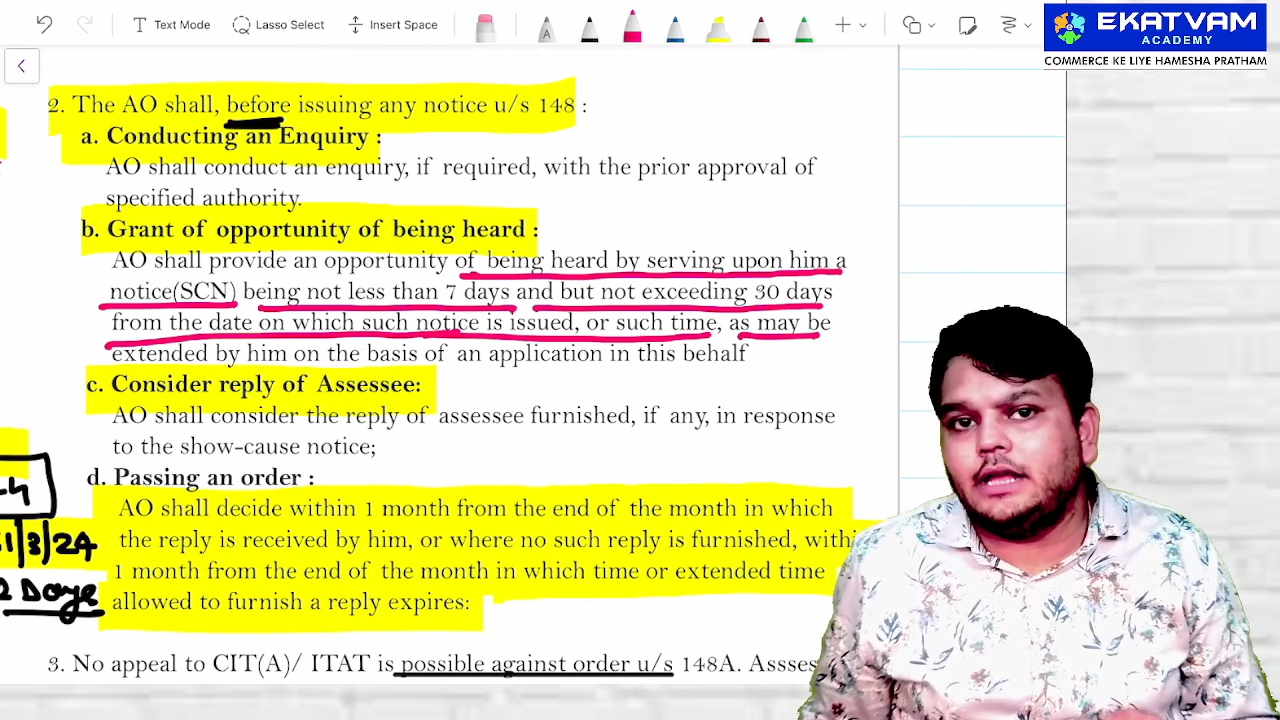 Text Mode
Lasso Select
Insert Space
EKATVAM
ACADEMY
COMMERCE KE LIYE HAMESHA PRATHAM
2. The AO shall, before issuing any notice u/s 148 :
a. Conducting an Enquiry :
AO shall conduct an enquiry, if required, with the prior approval of
specified authority.
b. Grant of opportunity of being heard :
AO shall provide an opportunity of being heard by serving upon him a
notice(SCN) being not less than 7 days and but not exceeding 30 days
from the date on which such notice is issued, or such time, as may be
extended by him on the basis of an application in this behalf
c. Consider reply of Assessee:
AO shall consider the reply of assessee furnished, if any, in response
to the show-cause notice;
d. Passing an order :
AO shall decide within 1 month from the end of the month in which
the reply is received by him, or where no such reply is furnished,
1 month from the end of the month in which time or extended time
allowed to furnish a reply expires:
3. No appeal to CIT(A)/ ITAT is possible against order u/s 148A.